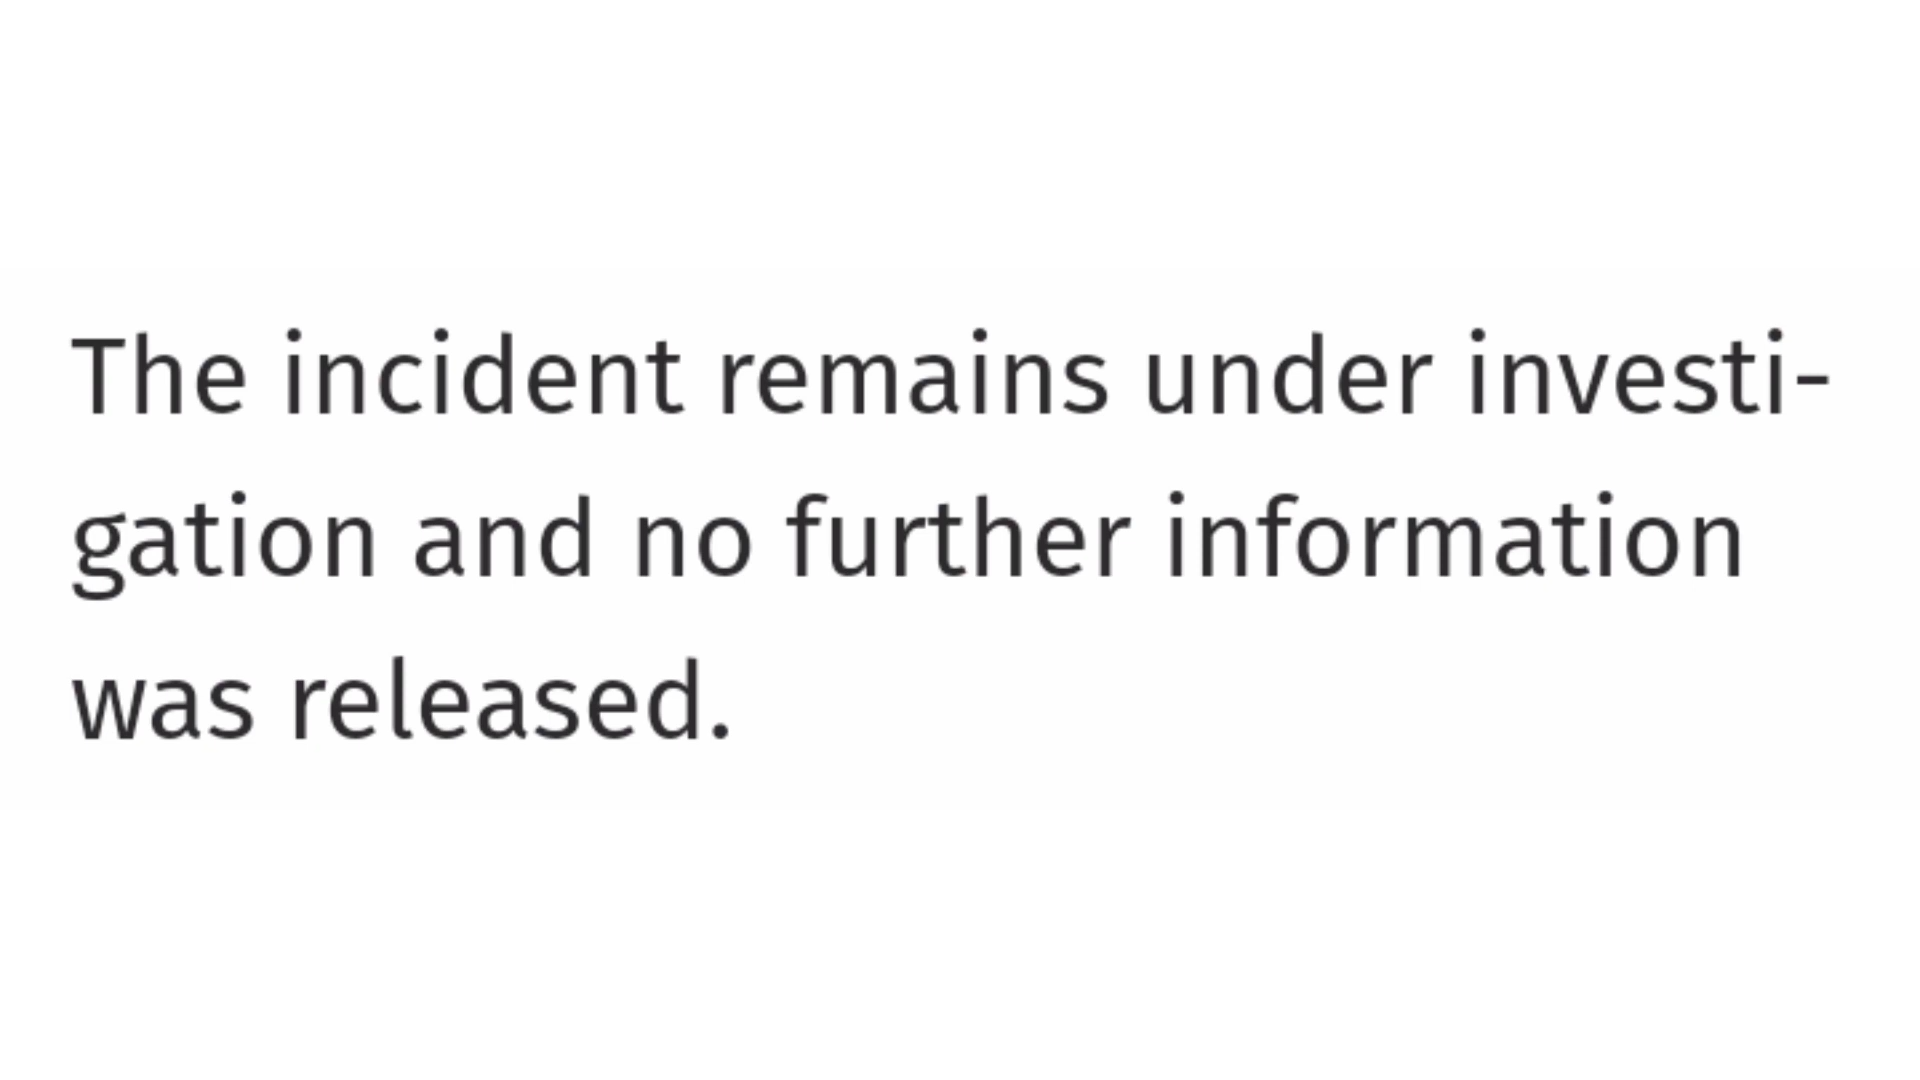 The incident remains under investi-
gation and no further information
was released.